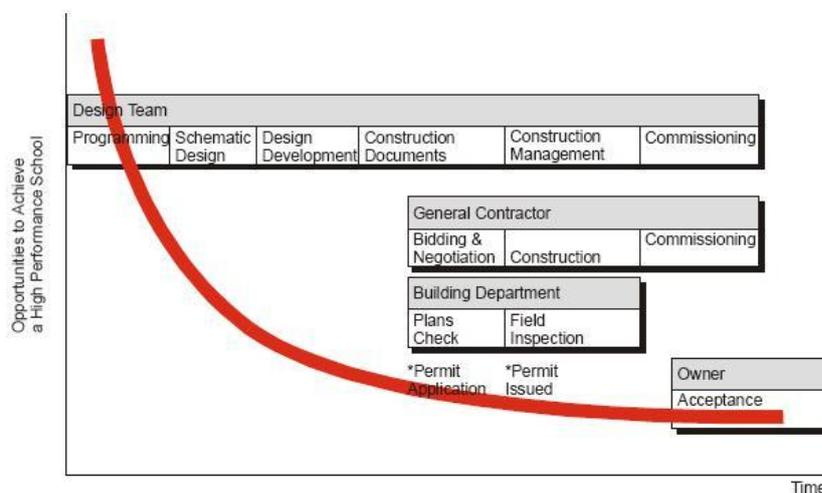 Opportunities to Achieve
a High Performance School
Design Team
Programming
Schematic
Design
Design
Development
Construction
Documents
Construction
Management
Commissioning
General Contractor
Bidding &
Negotiation
Construction
Commissioning
Building Department
Plans
Check
Field
Inspection
*Permit
Application
*Permit
Issued
Owner
Acceptance
Time